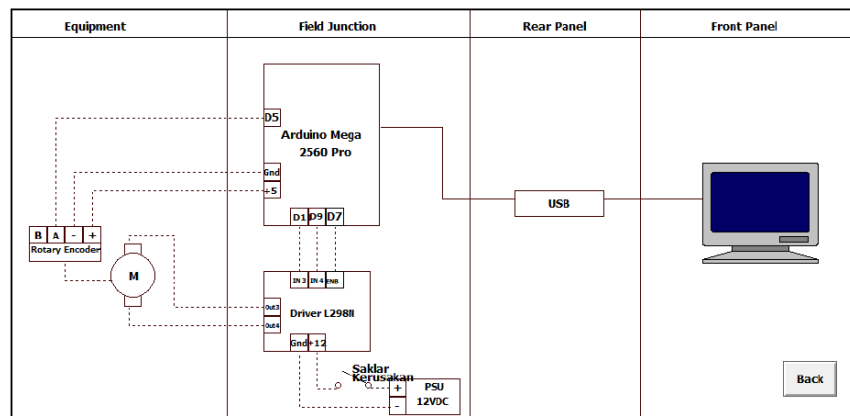 Equipment
Field Junction
Rear Panel
Front Panel
D5
Arduino Mega
2560 Pro
Gnd
+5
D1 D9 D7
USB
B A - +
Rotary Encoder
M
IN 3 IN 4 ENB
Out3
Driver L298N
Out4
Gnd +12
Saklar
Kerusakan
+ PSU
12VDC
-
Back